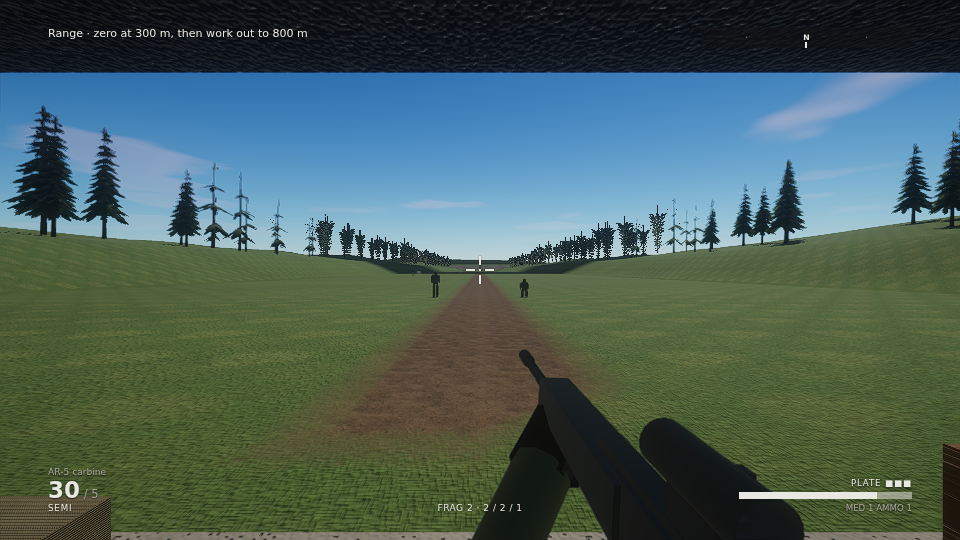 Range · zero at 300 m, then work out to 800 m
N
AR-5 carbine
30 / 5
SEMI
FRAG 2 · 2 / 2 / 1
PLATE
MED 1 AMMO 1